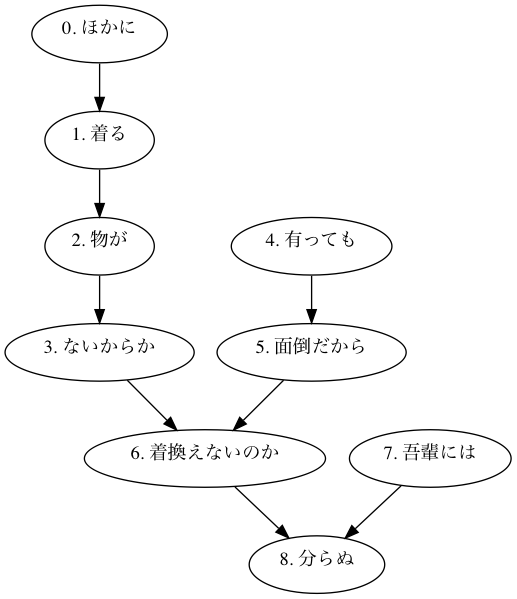 0. ほかに
1. 着る
2. 物が
4. 有っても
3. ないからか
5. 面倒だから
6. 着換えないのか
7. 吾輩には
8. 分らぬ